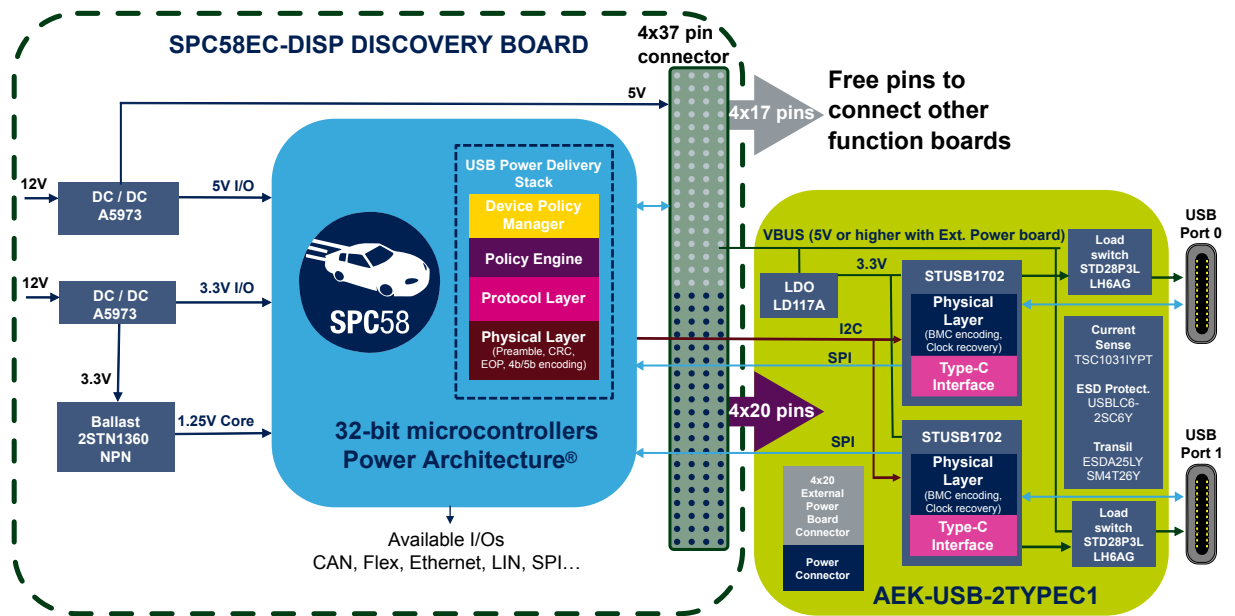 SPC58EC-DISP DISCOVERY BOARD
4x37 pin
connector
5V
4x17 pins
Free pins to
connect other
function boards
12V
DC / DC
A5973
5V I/O
12V
DC / DC
A5973
3.3V I/O
3.3V
Ballast
2STN1360
NPN
1.25V Core
SPC58
USB Power Delivery
Stack
Device Policy
Manager
Policy Engine
Protocol Layer
Physical Layer
(Preamble, CRC,
EOP, 4b/5b encoding)
32-bit microcontrollers
Power Architecture®
Available I/Os
CAN, Flex, Ethernet, LIN, SPI…
4x20 pins
VBUS (5V or higher with Ext. Power board)
3.3V
LDO
LD117A
I2C
SPI
SPI
STUSB1702
Physical
Layer
(BMC encoding,
Clock recovery)
Type-C
Interface
STUSB1702
Physical
Layer
(BMC encoding,
Clock recovery)
Type-C
Interface
Load
switch
STD28P3L
LH6AG
USB
Port 0
Current
Sense
TSC1031IYPT
ESD Protect.
USBLC6-
2SC6Y
Transil
ESDA25LY
SM4T26Y
USB
Port 1
Load
switch
STD28P3L
LH6AG
4x20
External
Power
Board
Connector
Power
Connector
AEK-USB-2TYPEC1